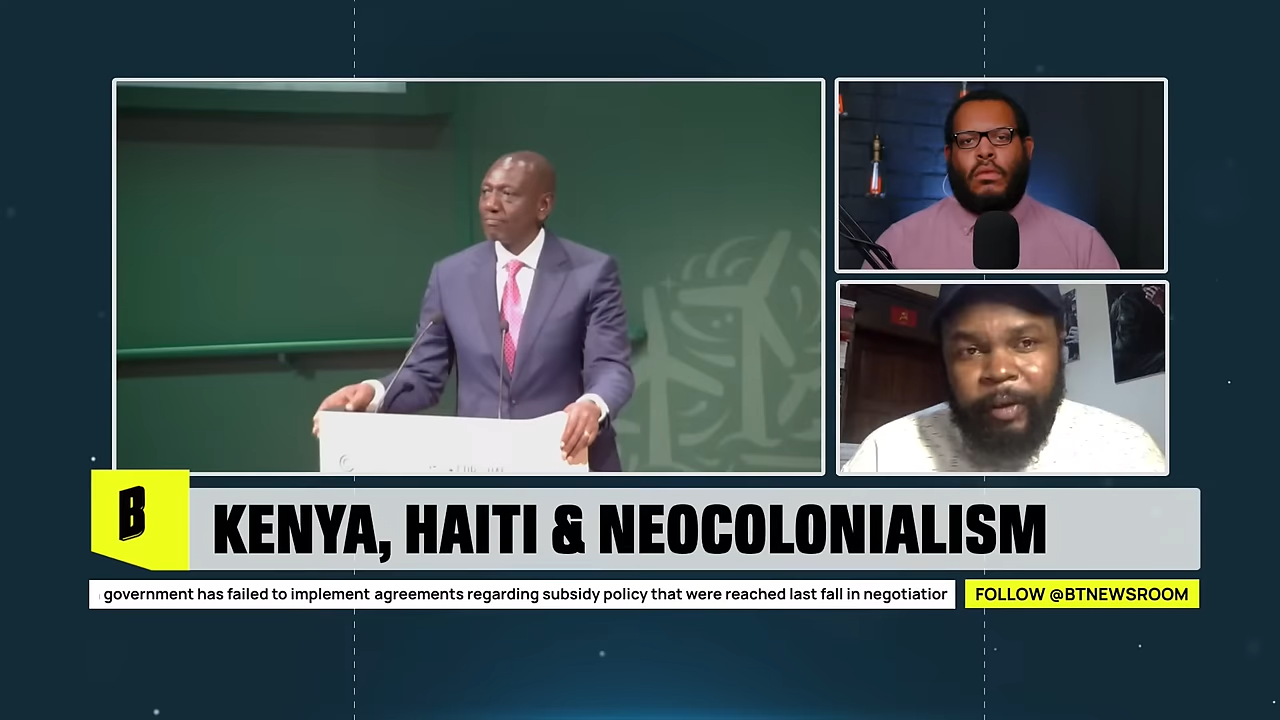 B
KENYA, HAITI & NEOCOLONIALISM
government has failed to implement agreements regarding subsidy policy that were reached last fall in negotiatior
FOLLOW @BTNEWSROOM